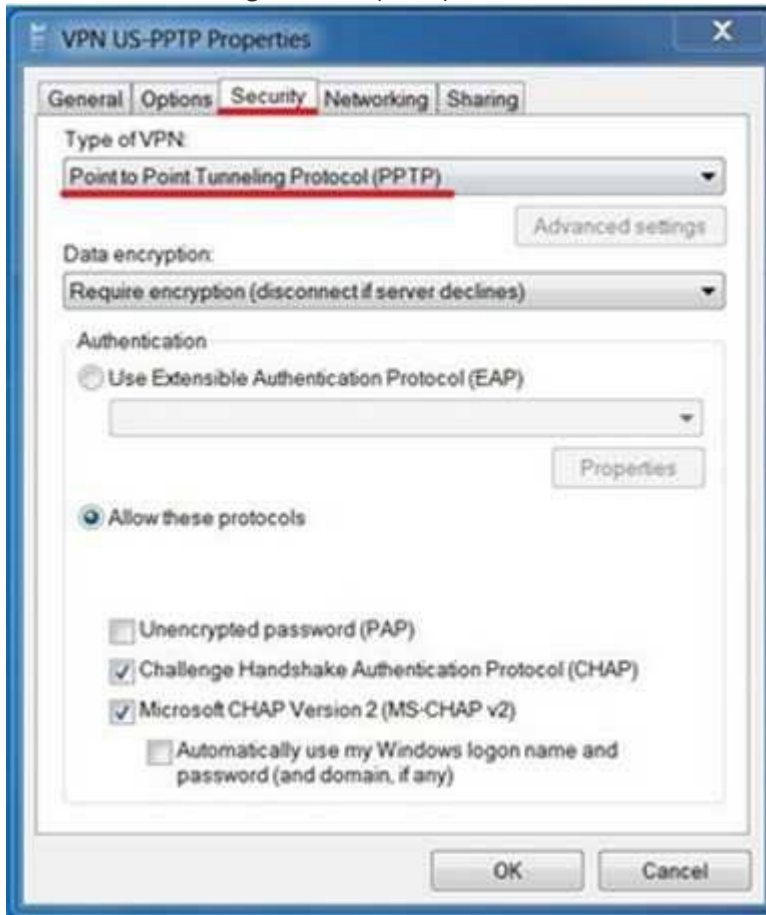 VPN US-PPTP Properties
General Options Security Networking Sharing
Type of VPN:
Point to Point Tunneling Protocol (PPTP)
Advanced settings
Data encryption:
Require encryption (disconnect if server declines)
Authentication
Use Extensible Authentication Protocol (EAP)
Properties
Allow these protocols
Unencrypted password (PAP)
Challenge Handshake Authentication Protocol (CHAP)
Microsoft CHAP Version 2 (MS-CHAP v2)
Automatically use my Windows logon name and
password (and domain, if any)
OK Cancel